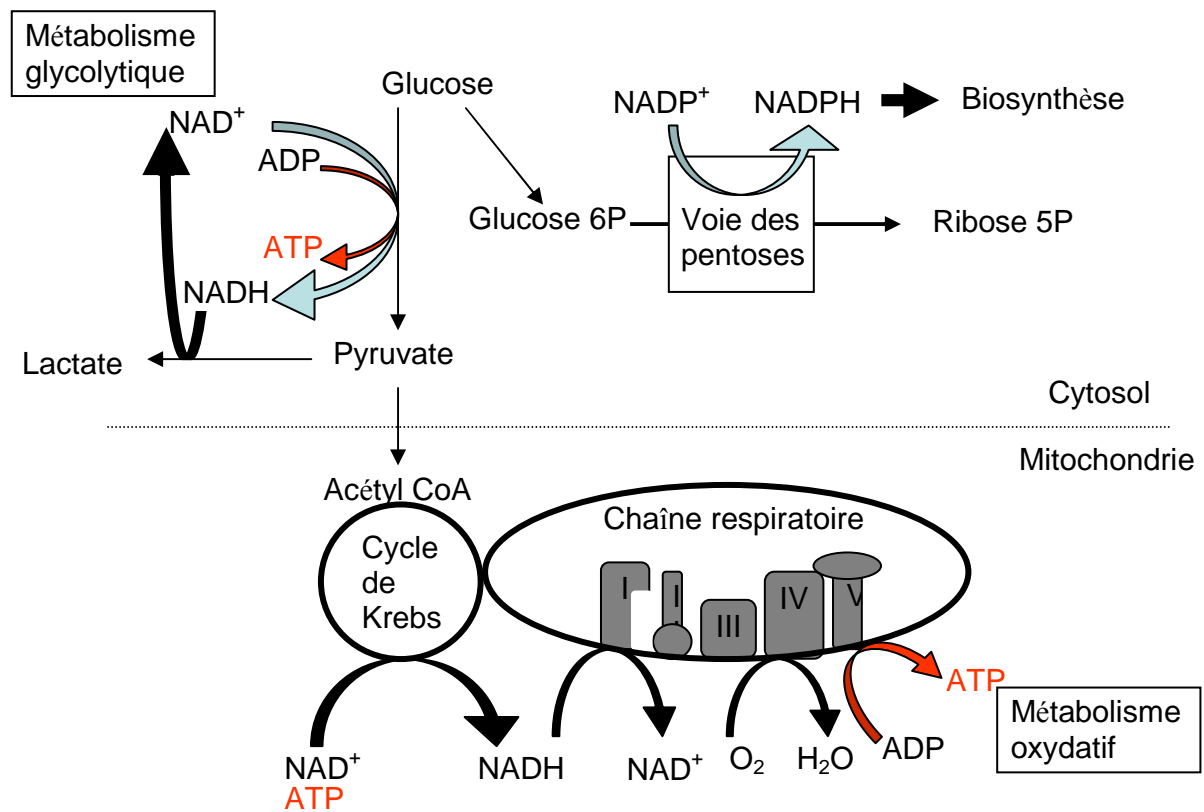 Métabolisme
glycolytique
Glucose
NAD⁺
ADP
ATP
NADH
Lactate
Pyruvate
NADP⁺
NADPH
Biosynthèse
Glucose 6P
Voie des
pentoses
Ribose 5P
Cytosol
Mitochondrie
Acétyl CoA
Cycle
de
Krebs
Chaîne respiratoire
I
II
III
IV
V
NAD⁺
ATP
NADH
NAD⁺
O₂
H₂O
ADP
ATP
Métabolisme
oxydatif